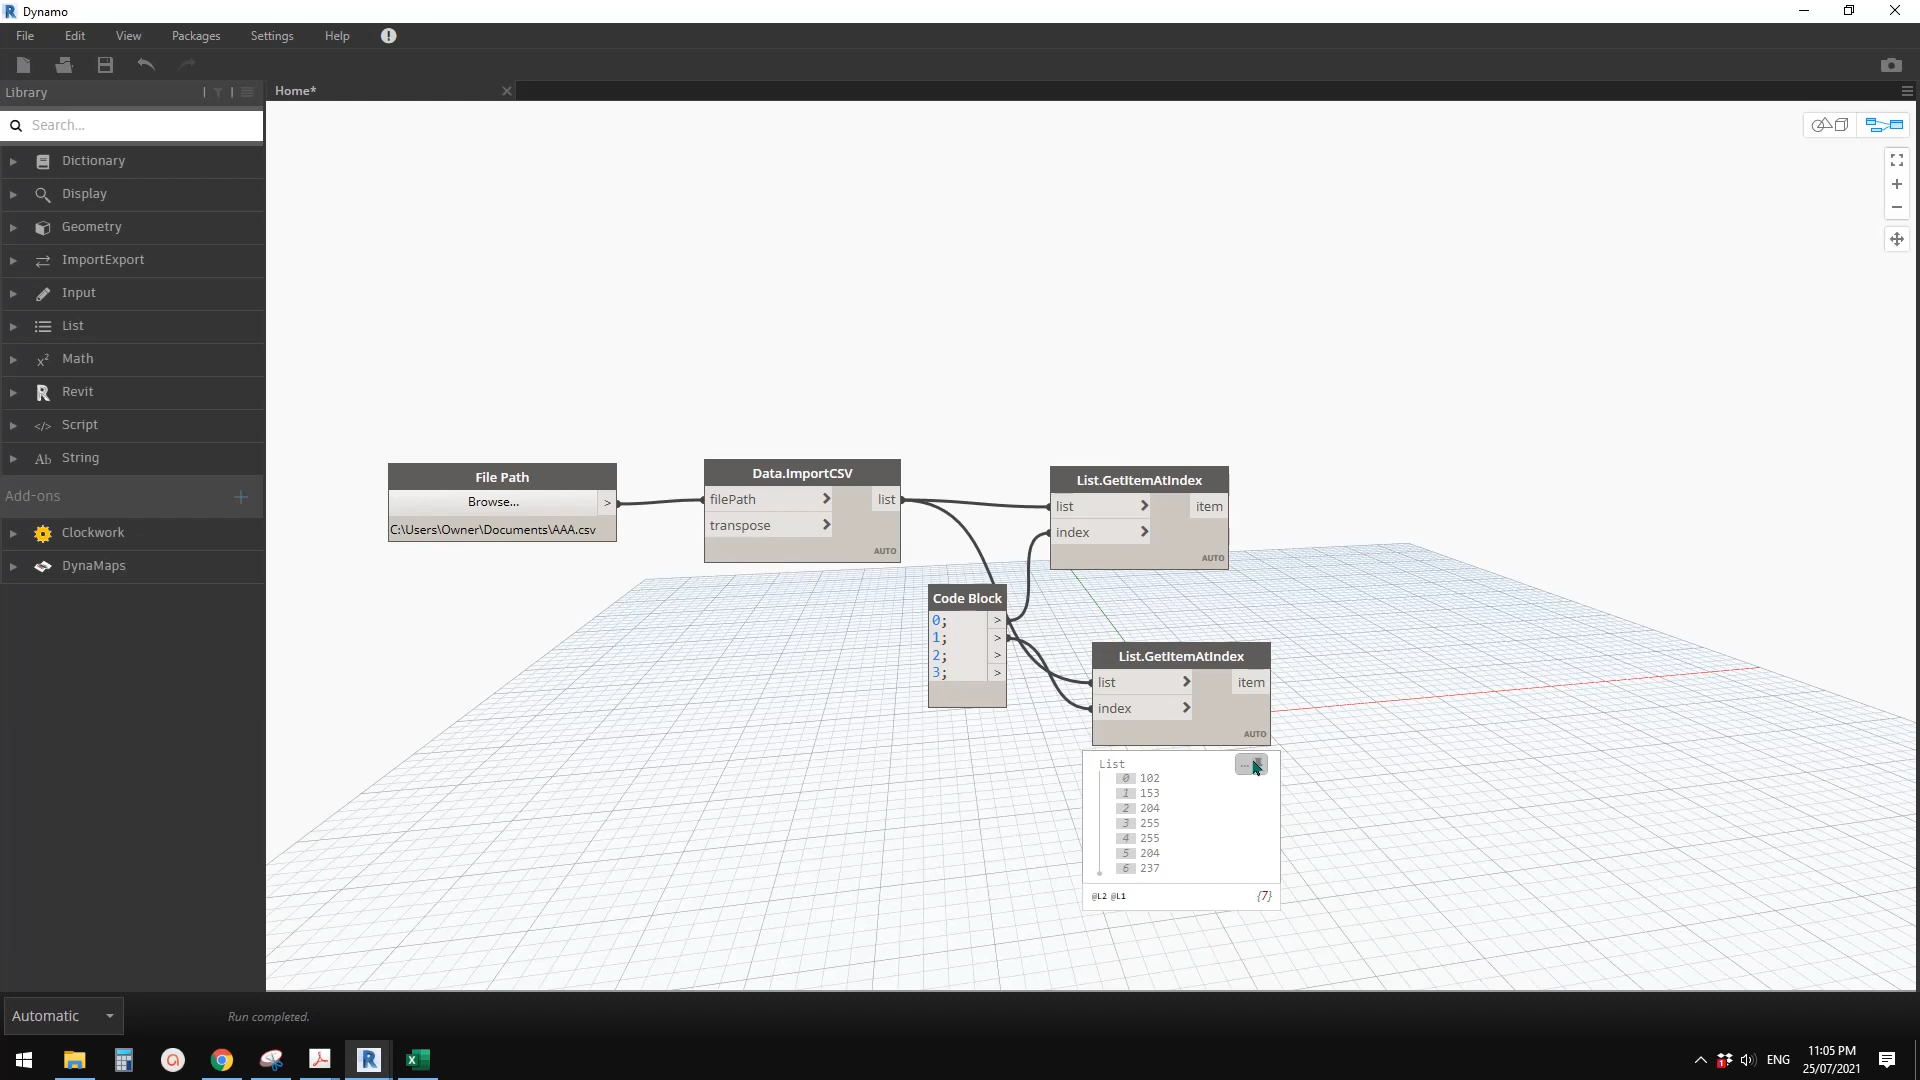 Dynamo
File Edit View Packages Settings Help
Library
Home*
Search...
Dictionary
Display
Geometry
ImportExport
Input
List
Math
Revit
Script
String
Add-ons
Clockwork
DynaMaps
File Path
Browse... >
C:\Users\Owner\Documents\AAA.csv
Data.ImportCSV
filePath > list
transpose >
AUTO
List.GetItemAtIndex
list > item
index >
AUTO
Code Block
0; >
1; >
2; >
3; >
List.GetItemAtIndex
list > item
index >
AUTO
List
0 102
1 153
2 204
3 255
4 255
5 204
6 237
@L2 @L1 {7}
Automatic
Run completed.
ENG
11:05 PM
25/07/2021